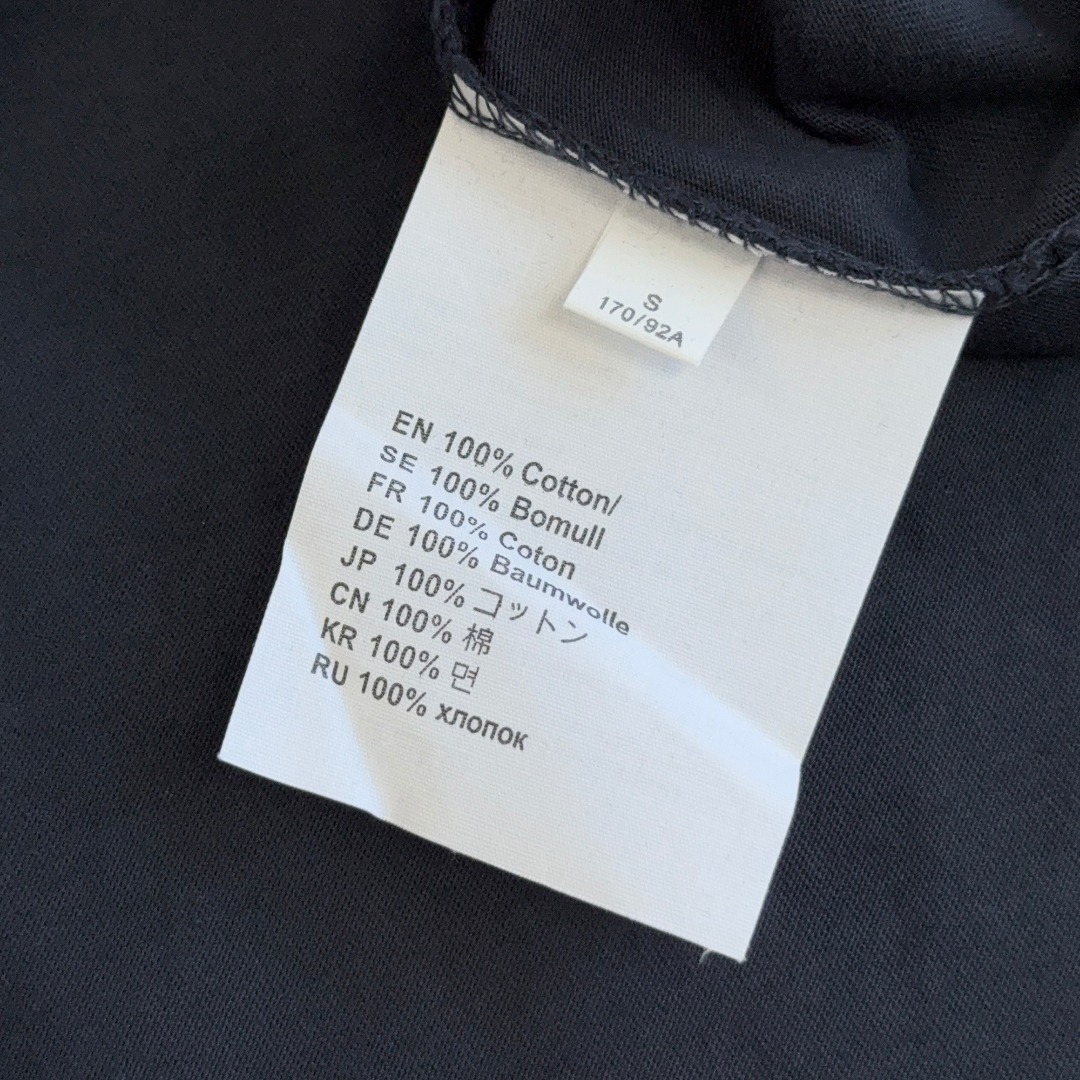 S
170/92A
EN 100% Cotton/
SE 100% Bomull
FR 100% Coton
DE 100% Baumwolle
JP 100% コットン
CN 100% 棉
KR 100% 면
RU 100% хлопок